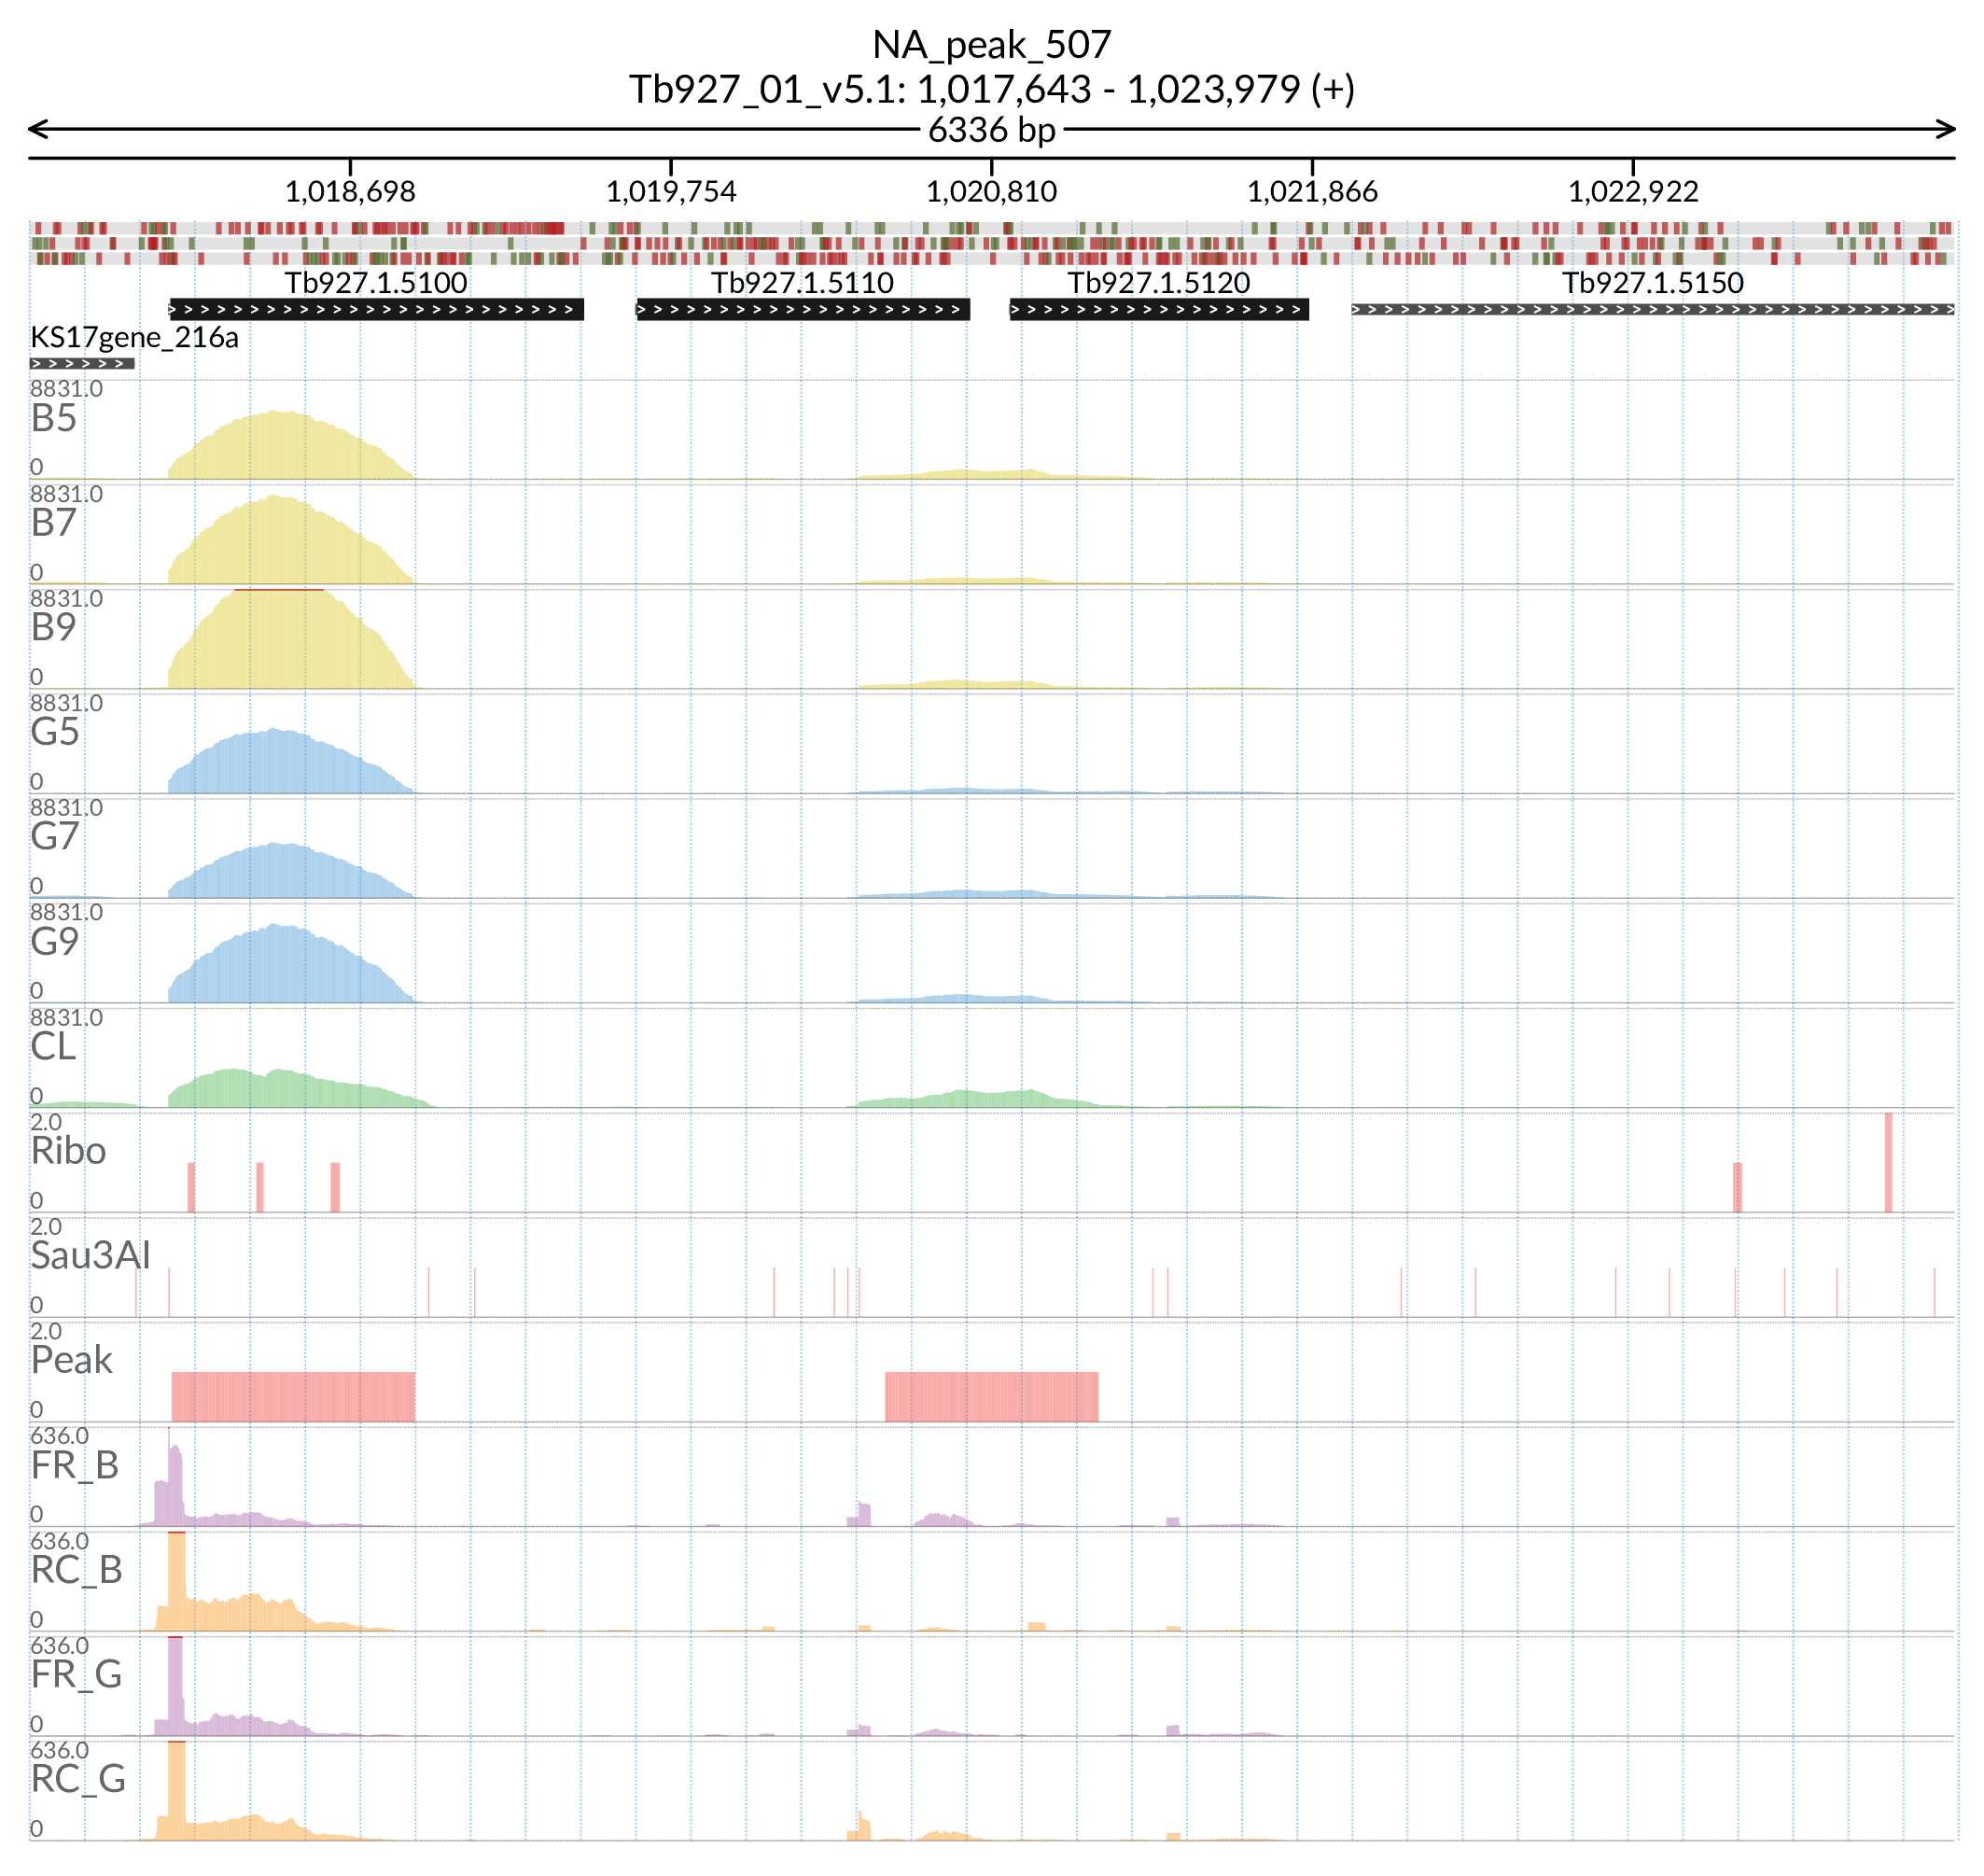 NA_peak_507
Tb927_01_v5.1: 1,017,643 - 1,023,979 (+)
6336 bp
1,018,698 1,019,754 1,020,810 1,021,866 1,022,922
Tb927.1.5100 Tb927.1.5110 Tb927.1.5120 Tb927.1.5150
KS17gene_216a
8831.0
B5
0
8831.0
B7
0
8831.0
B9
0
8831.0
G5
0
8831.0
G7
0
8831.0
G9
0
8831.0
CL
0
2.0
Ribo
0
2.0
Sau3AI
0
2.0
Peak
0
636.0
FR_B
0
636.0
RC_B
0
636.0
FR_G
0
636.0
RC_G
0